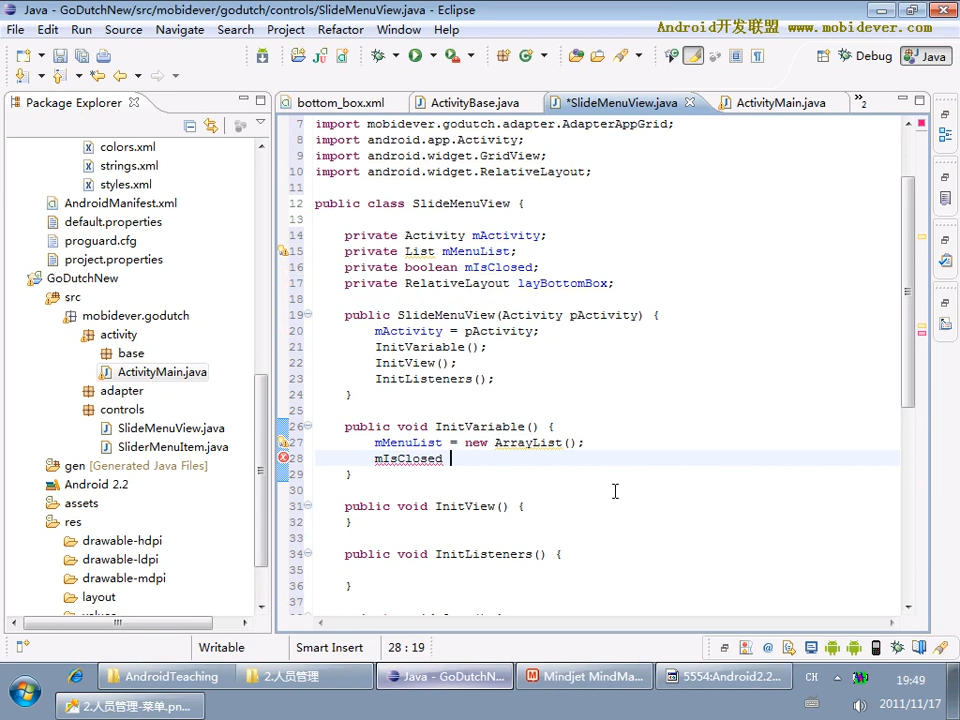 Java - GoDutchNew/src/mobidever/godutch/controls/SlideMenuView.java - Eclipse
Android开发联盟 www.mobidever.com
File Edit Run Source Navigate Search Project Refactor Window Help
Debug Java
Package Explorer
bottom_box.xml ActivityBase.java *SlideMenuView.java ActivityMain.java »2
colors.xml
strings.xml
styles.xml
AndroidManifest.xml
default.properties
proguard.cfg
project.properties
GoDutchNew
src
mobidever.godutch
activity
base
ActivityMain.java
adapter
controls
SlideMenuView.java
SliderMenuItem.java
gen [Generated Java Files]
Android 2.2
assets
res
drawable-hdpi
drawable-ldpi
drawable-mdpi
layout
7 import mobidever.godutch.adapter.AdapterAppGrid;
8 import android.app.Activity;
9 import android.widget.GridView;
10 import android.widget.RelativeLayout;
11
12 public class SlideMenuView {
13
14 private Activity mActivity;
15 private List mMenuList;
16 private boolean mIsClosed;
17 private RelativeLayout layBottomBox;
18
19 public SlideMenuView(Activity pActivity) {
20 mActivity = pActivity;
21 InitVariable();
22 InitView();
23 InitListeners();
24 }
25
26 public void InitVariable() {
27 mMenuList = new ArrayList();
28 mIsClosed
29 }
30
31 public void InitView() {
32 }
33
34 public void InitListeners() {
35
36 }
37
Writable Smart Insert 28 : 19
AndroidTeaching 2.人员管理 Java - GoDutchN... Mindjet MindMa... 5554:Android2.2... CH 19:49
2.人员管理-菜单.pn... 2011/11/17